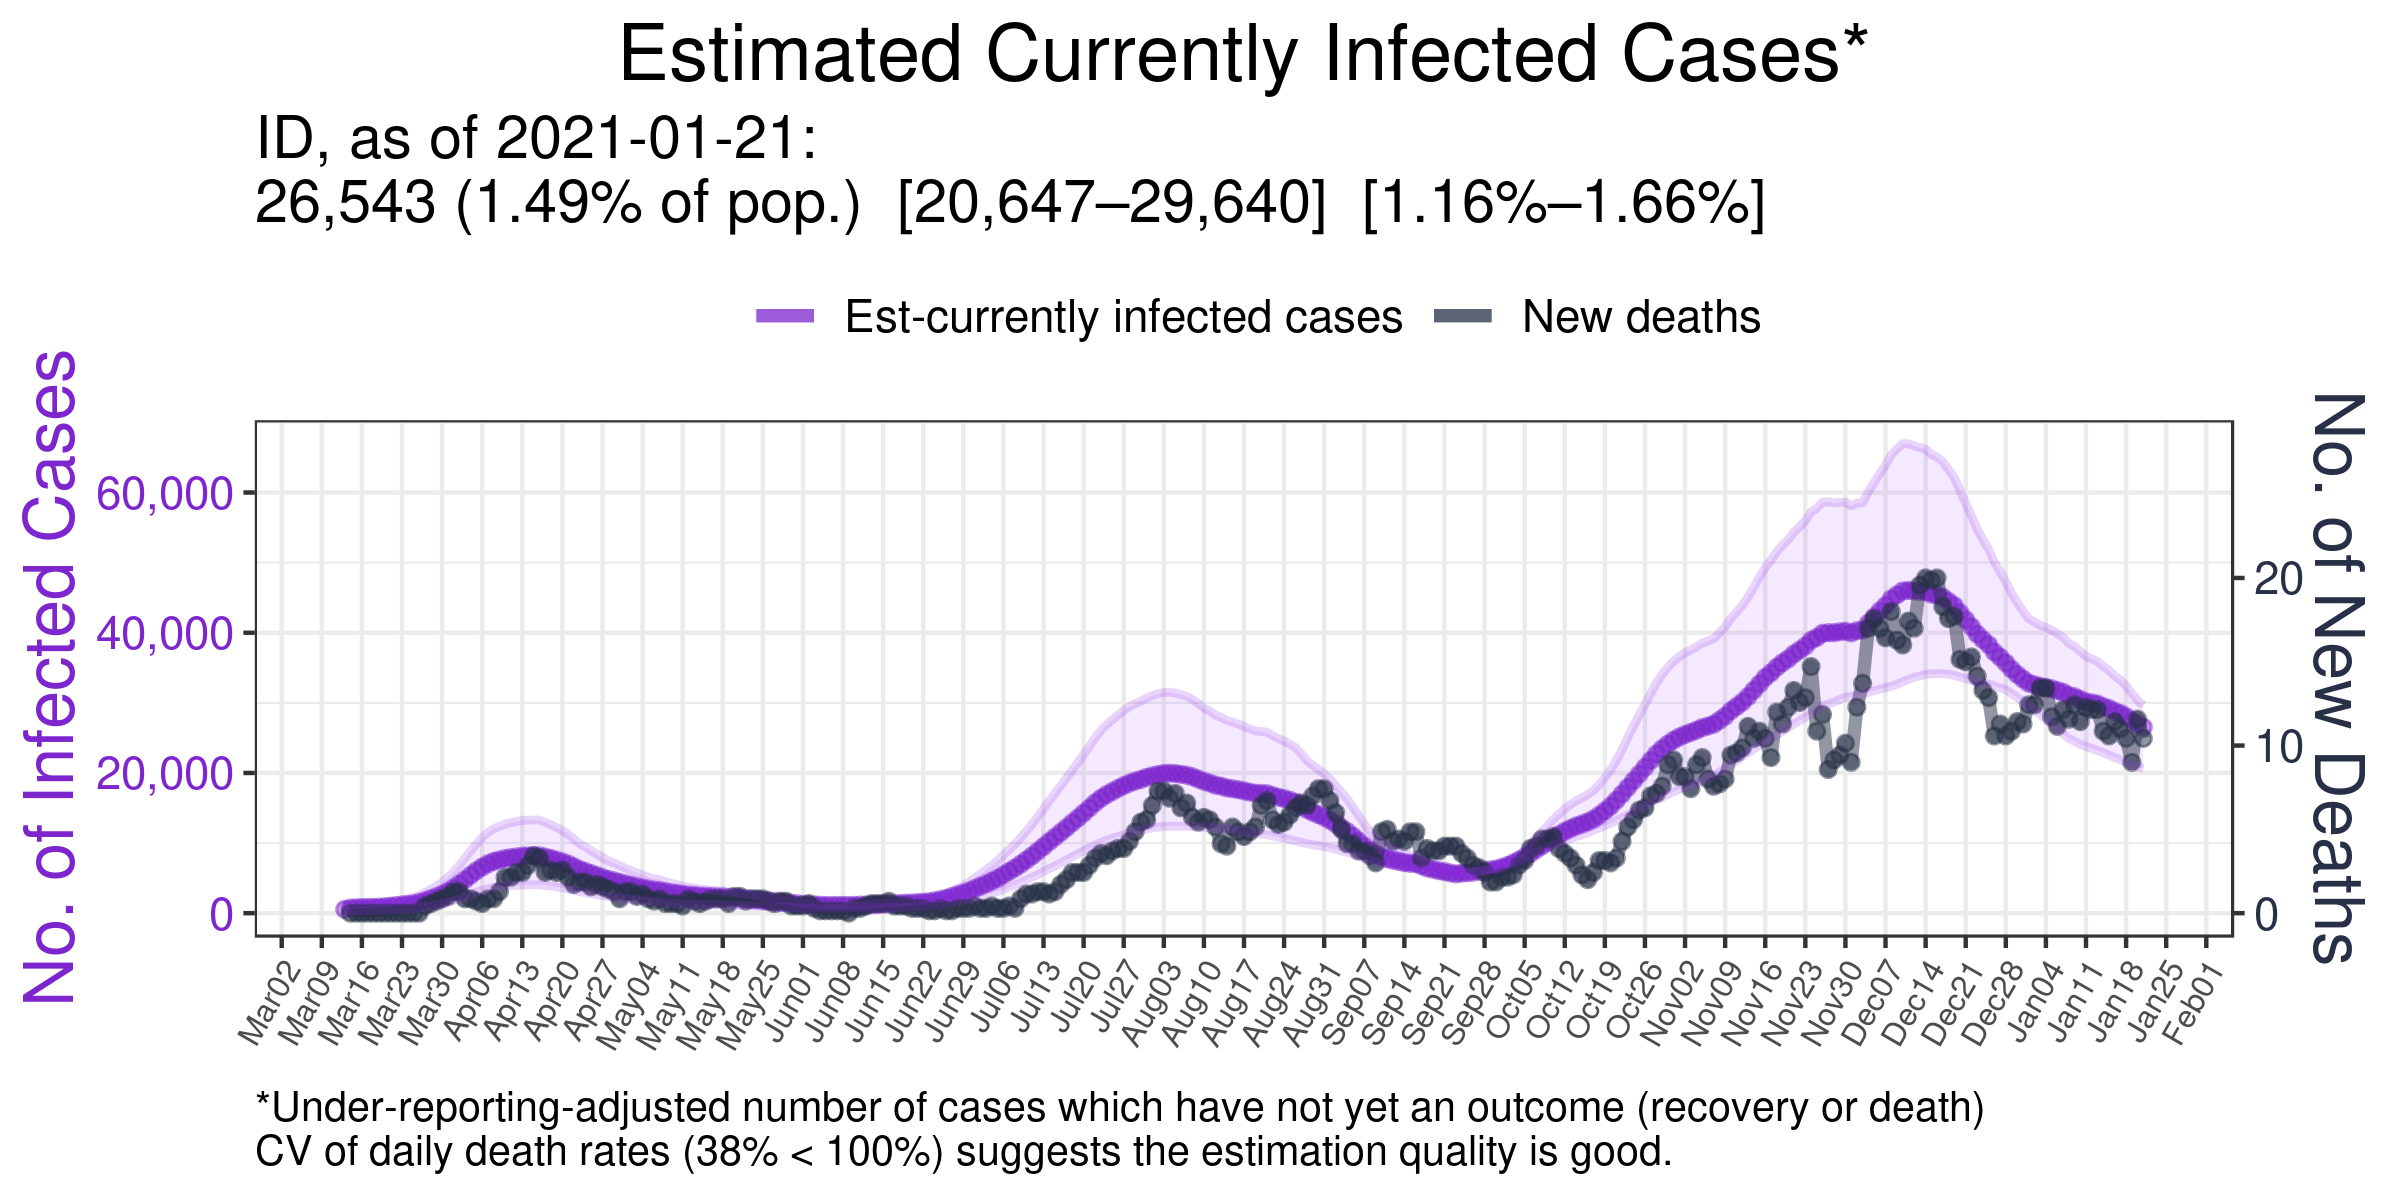 Estimated Currently Infected Cases*
ID, as of 2021-01-21:
26,543 (1.49% of pop.) [20,647–29,640] [1.16%–1.66%]
Est-currently infected cases New deaths
No. of Infected Cases
60,000
40,000
20,000
0
20
10
0
No. of New Deaths
Mar02 Mar09 Mar16 Mar23 Mar30 Apr06 Apr13 Apr20 Apr27 May04 May11 May18 May25 Jun01 Jun08 Jun15 Jun22 Jun29 Jul06 Jul13 Jul20 Jul27 Aug03 Aug10 Aug17 Aug24 Aug31 Sep07 Sep14 Sep21 Sep28 Oct05 Oct12 Oct19 Oct26 Nov02 Nov09 Nov16 Nov23 Nov30 Dec07 Dec14 Dec21 Dec28 Jan04 Jan11 Jan18 Jan25 Feb01
*Under-reporting-adjusted number of cases which have not yet an outcome (recovery or death)
CV of daily death rates (38% < 100%) suggests the estimation quality is good.